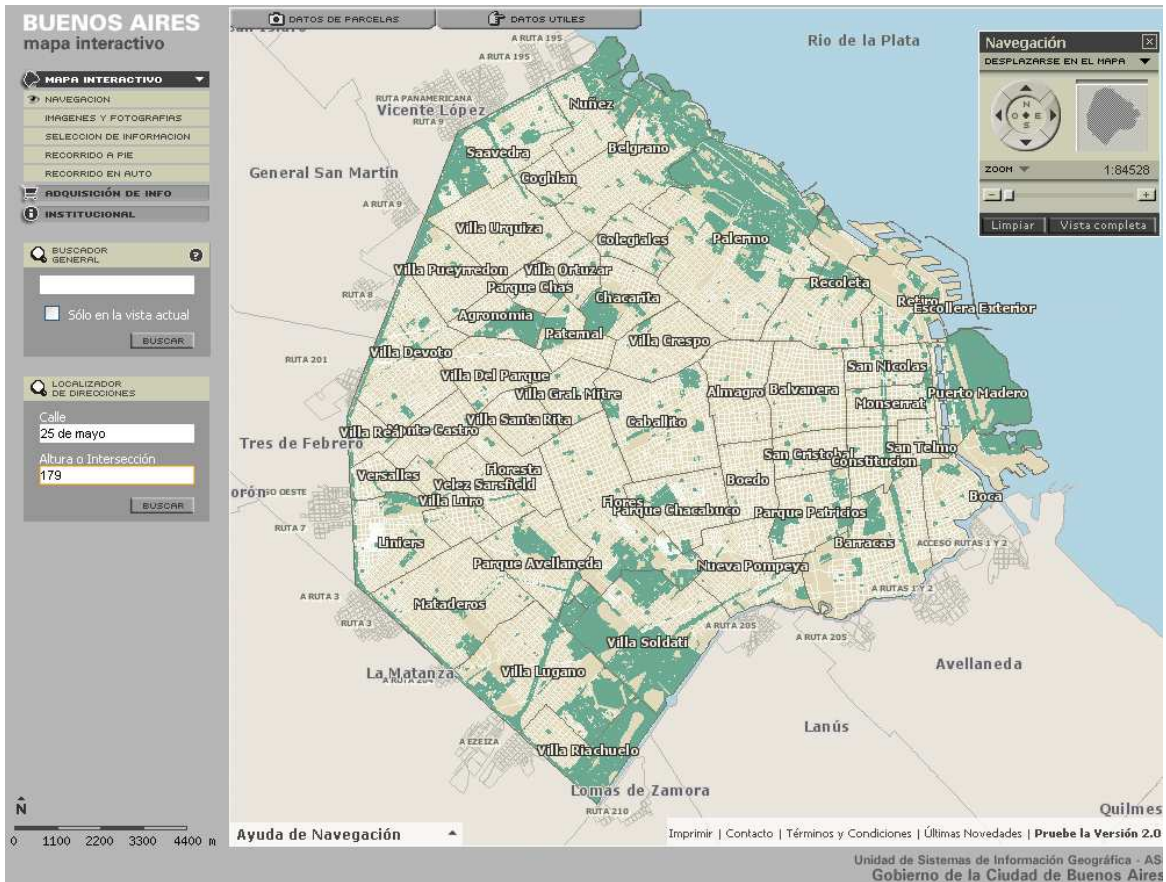 BUENOS AIRES
mapa interactivo
MAPA INTERACTIVO
NAVEGACION
IMAGENES Y FOTOGRAFIAS
SELECCION DE INFORMACION
RECORRIDO A PIE
RECORRIDO EN AUTO
ADQUISICIÓN DE INFO
INSTITUCIONAL
BUSCADOR
GENERAL
?
Sólo en la vista actual
BUSCAR
LOCALIZADOR
DE DIRECCIONES
Calle
25 de mayo
Altura o Intersección
179
BUSCAR
N
0 1100 2200 3300 4400 m
DATOS DE PARCELAS
DATOS UTILES
A RUTA 195
A RUTA 195
Rio de la Plata
RUTA PANAMERICANA
Vicente López
RUTA 9
Nuñez
Saavedra
Belgrano
Coghlan
General San Martín
A RUTA 9
Villa Urquiza
Colegiales
Palermo
Villa Pueyrredon
Villa Ortuzar
Parque Chas
Recoleta
RUTA 8
Chacarita
Retiro
Escollera Exterior
Agronomia
Paternal
Villa Crespo
RUTA 201
Villa Devoto
San Nicolas
Villa Del Parque
Villa Gral. Mitre
Almagro
Balvanera
Puerto Madero
Monserrat
Villa Santa Rita
Caballito
Villa Real
Monte Castro
Tres de Febrero
San Telmo
San Cristobal
Constitucion
Versalles
Floresta
Velez Sarsfield
Boedo
orón
O OESTE
Villa Luro
Flores
Parque Chacabuco
Parque Patricios
Boca
RUTA 7
Liniers
Barracas
ACCESO RUTAS 1 Y 2
Parque Avellaneda
Nueva Pompeya
A RUTA 3
A RUTAS 1 Y 2
Mataderos
RUTA 3
A RUTA 205
A RUTA 205
Villa Soldati
La Matanza
Villa Lugano
Avellaneda
Lanús
A EZEIZA
Villa Riachuelo
Lomas de Zamora
RUTA 210
Quilmes
Navegación
DESPLAZARSE EN EL MAPA
N
O E
S
ZOOM
1:84528
Limpiar
Vista completa
Ayuda de Navegación
Imprimir | Contacto | Términos y Condiciones | Últimas Novedades | Pruebe la Versión 2.0
Unidad de Sistemas de Información Geográfica - AS
Gobierno de la Ciudad de Buenos Aires